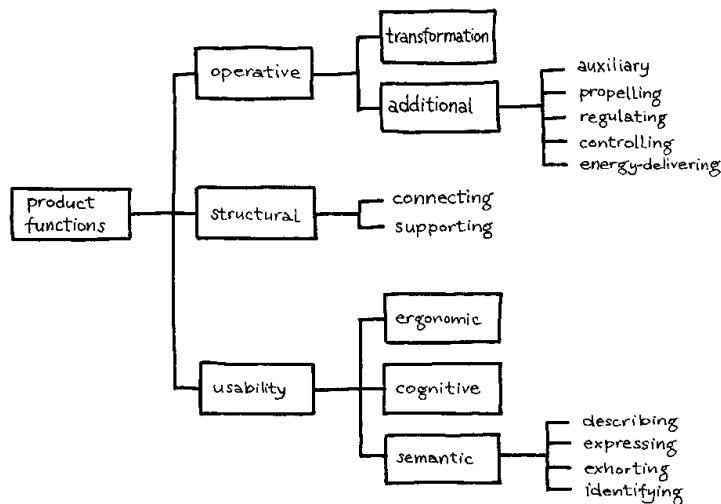 product
functions
operative
transformation
additional
auxiliary
propelling
regulating
controlling
energy-delivering
structural
connecting
supporting
usability
ergonomic
cognitive
semantic
describing
expressing
exhorting
identifying